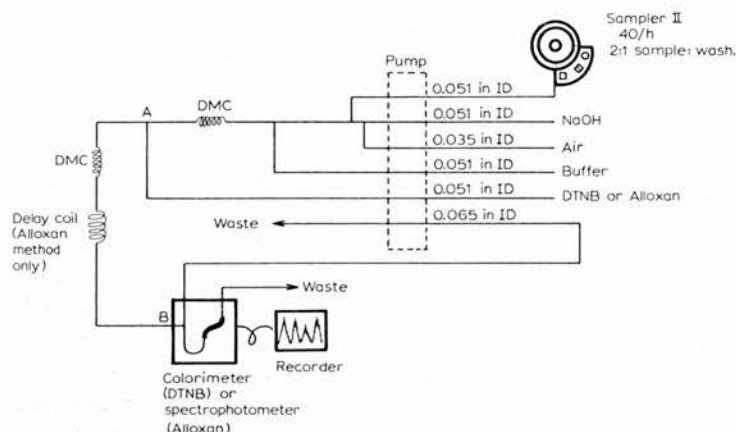 Sampler II
40/h
2:1 sample: wash.
Pump
0.051 in ID
DMC
A
0.051 in ID
NaOH
0.035 in ID
Air
DMC
0.051 in ID
Buffer
0.051 in ID
DTNB or Alloxan
Delay coil
(Alloxan
method
only)
Waste
0.065 in ID
Waste
B
Recorder
Colorimeter
(DTNB) or
spectrophotometer
(Alloxan)